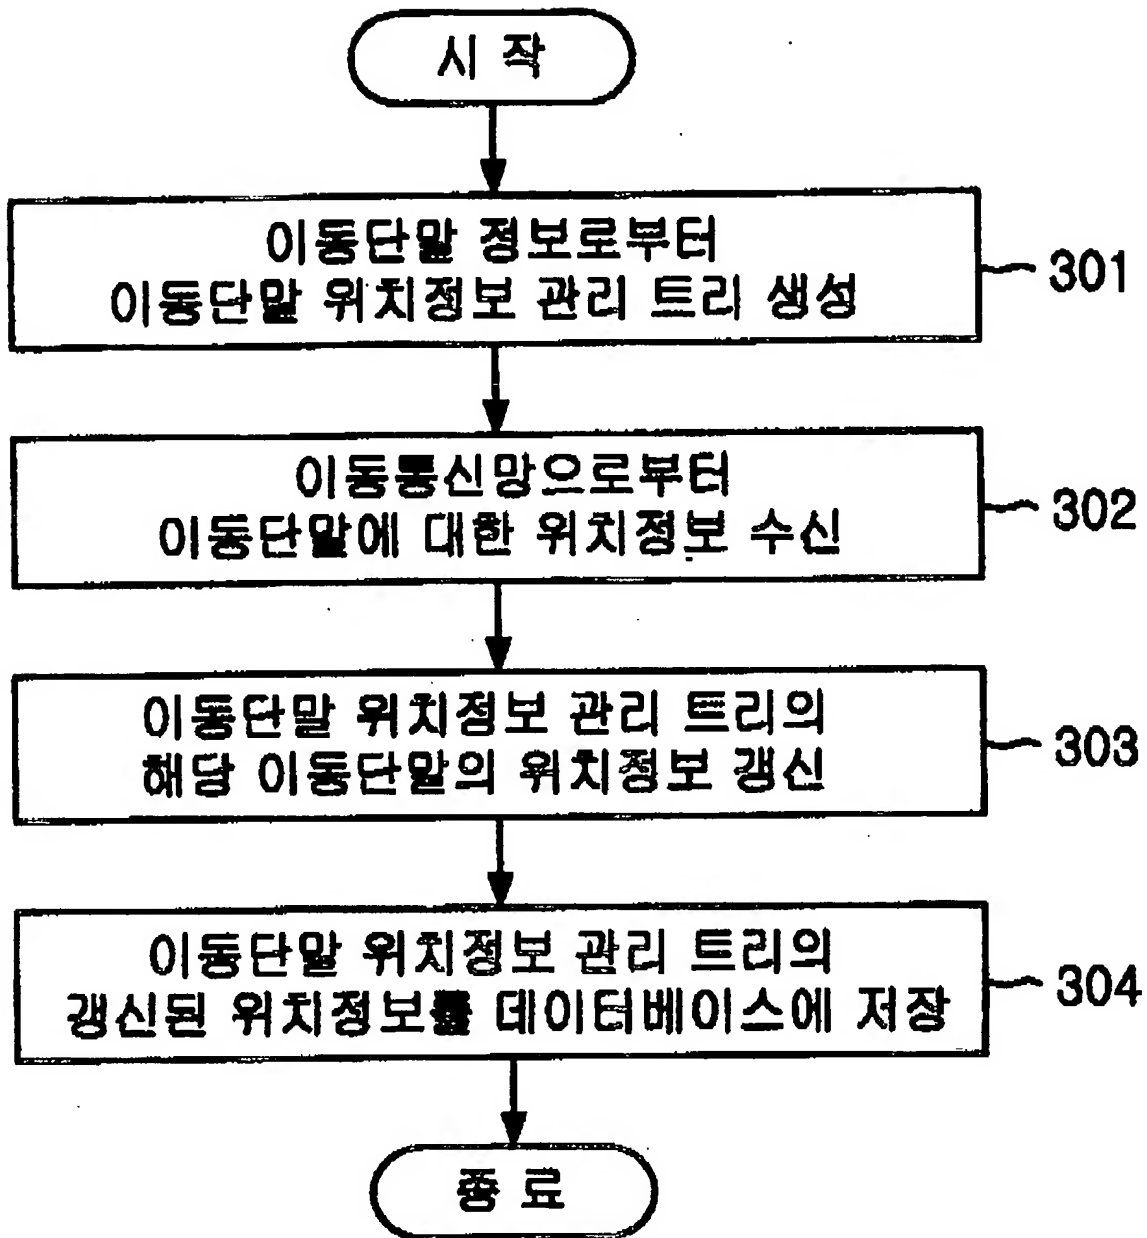 시 작
이동단말 정보로부터
이동단말 위치정보 관리 트리 생성
301
이동통신망으로부터
이동단말에 대한 위치정보 수신
302
이동단말 위치정보 관리 트리의
해당 이동단말의 위치정보 갱신
303
이동단말 위치정보 관리 트리의
갱신된 위치정보를 데이터베이스에 저장
304
종 료